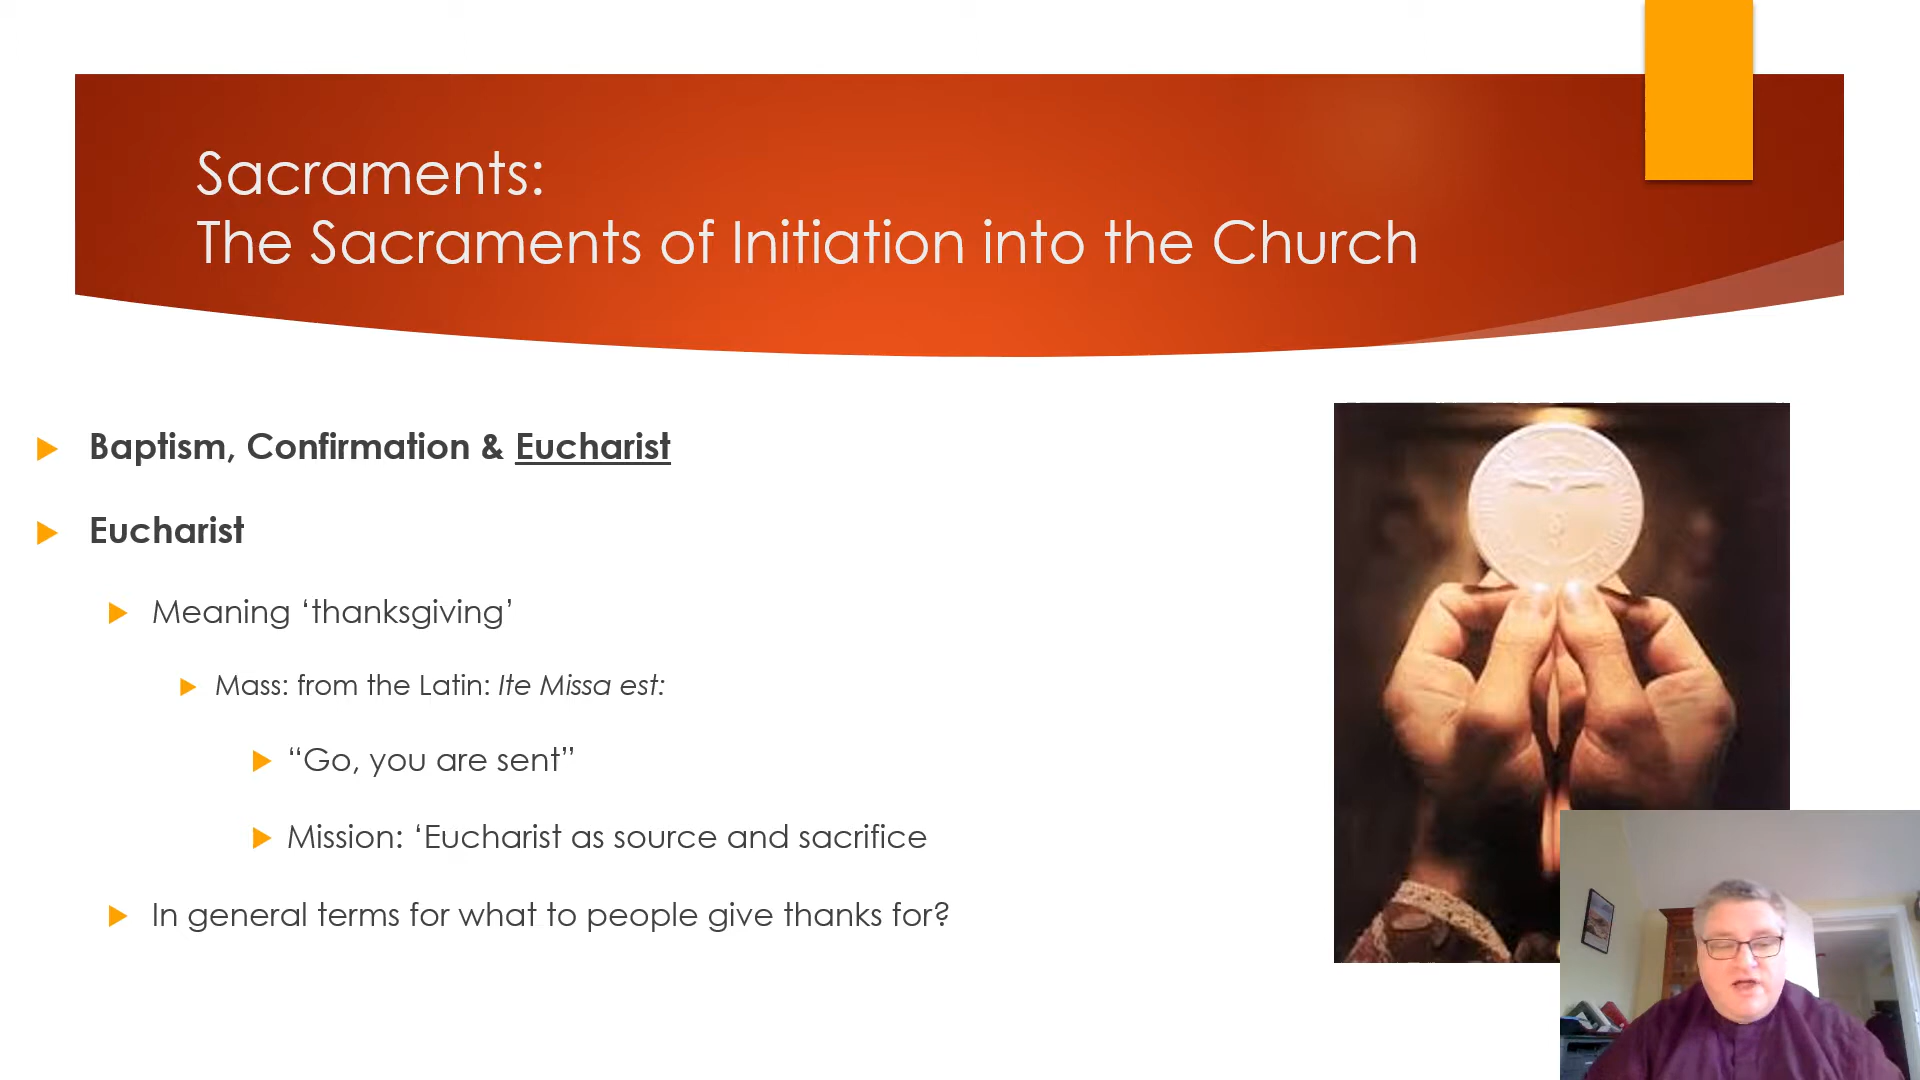 Sacraments:
The Sacraments of Initiation into the Church
Baptism, Confirmation & Eucharist
Eucharist
Meaning ‘thanksgiving’
Mass: from the Latin: Ite Missa est:
“Go, you are sent”
Mission: ‘Eucharist as source and sacrifice
In general terms for what to people give thanks for?